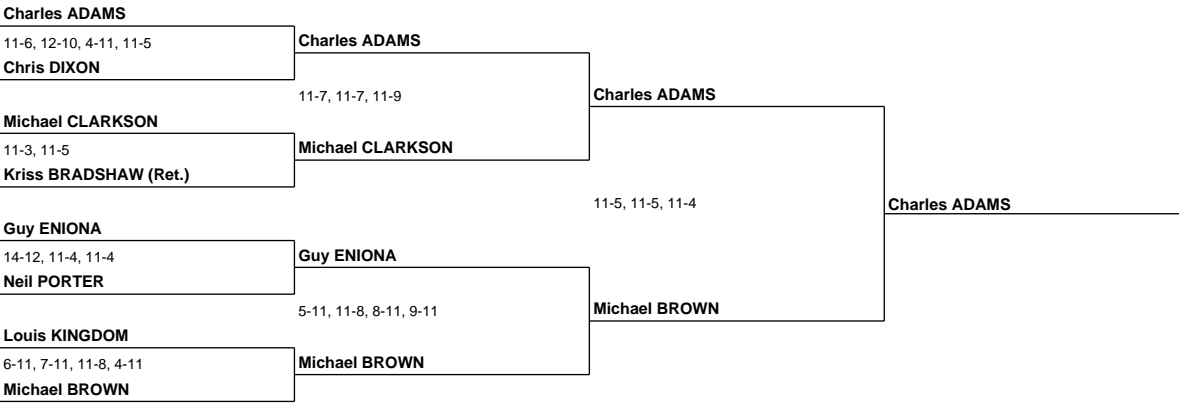 Charles ADAMS
11-6, 12-10, 4-11, 11-5
Chris DIXON
Michael CLARKSON
11-3, 11-5
Kriss BRADSHAW (Ret.)
Guy ENIONA
14-12, 11-4, 11-4
Neil PORTER
Louis KINGDOM
6-11, 7-11, 11-8, 4-11
Michael BROWN
Charles ADAMS
11-7, 11-7, 11-9
Michael CLARKSON
Guy ENIONA
5-11, 11-8, 8-11, 9-11
Michael BROWN
Charles ADAMS
11-5, 11-5, 11-4
Michael BROWN
Charles ADAMS